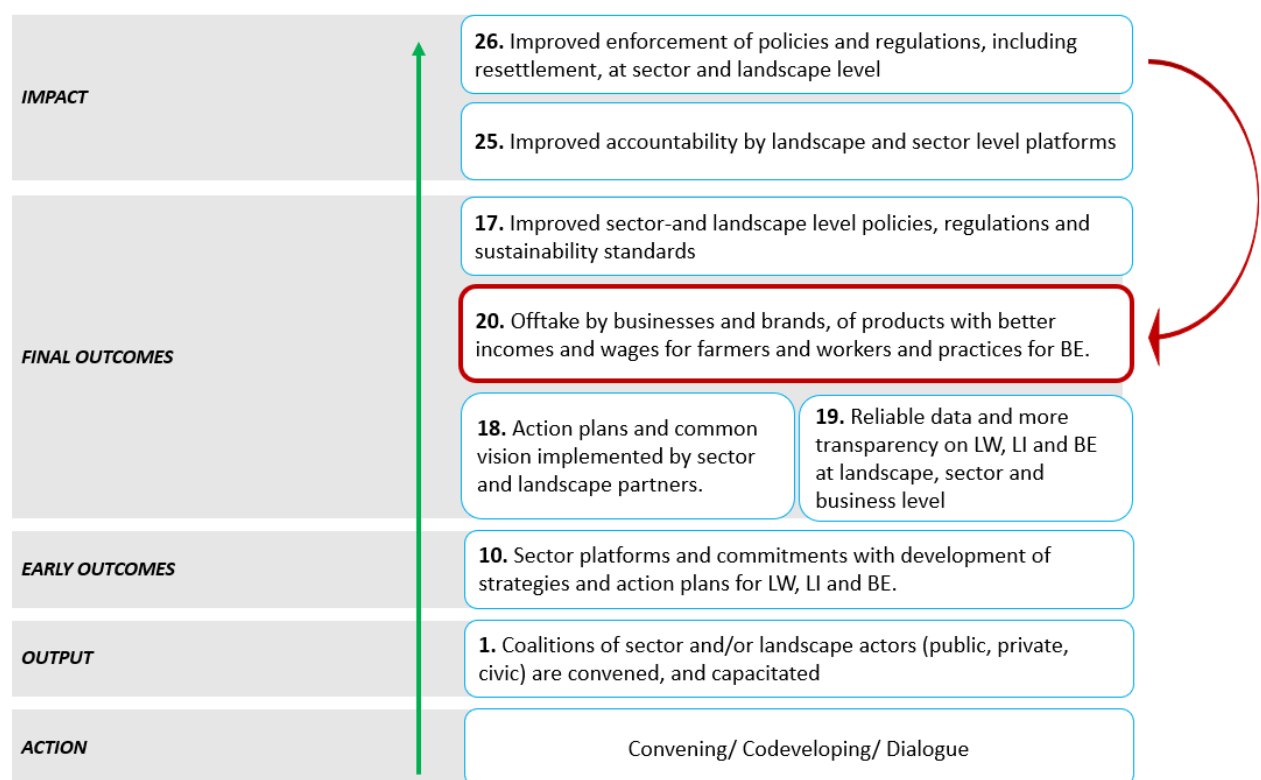 IMPACT
26. Improved enforcement of policies and regulations, including
resettlement, at sector and landscape level
25. Improved accountability by landscape and sector level platforms
FINAL OUTCOMES
17. Improved sector-and landscape level policies, regulations and
sustainability standards
20. Offtake by businesses and brands, of products with better
incomes and wages for farmers and workers and practices for BE.
18. Action plans and common
vision implemented by sector
and landscape partners.
19. Reliable data and more
transparency on LW, LI and BE
at landscape, sector and
business level
EARLY OUTCOMES
10. Sector platforms and commitments with development of
strategies and action plans for LW, LI and BE.
OUTPUT
1. Coalitions of sector and/or landscape actors (public, private,
civic) are convened, and capacitated
ACTION
Convening/ Codeveloping/ Dialogue